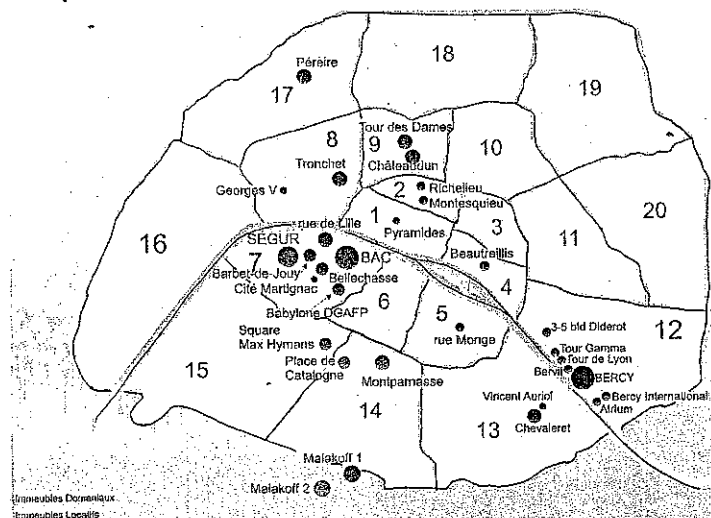 18
Péreire
17
19
8
9
Tour des Dames
Châteaudun
10
Tronchet
Georges V
2
Richelieu
Montesquieu
1
Pyramides
3
20
16
rue de Lille
SEGUR
7
BAC
11
Beautreillis
Barbet-de-Jouy
Cité Martignac
Bellechasse
4
Babylone DGAFP
6
5
rue Monge
3-5 bld Diderot
12
Square
Max Hymans
Tour Gamma
Tour de Lyon
15
Place de
Catalogne
Montparnasse
BERCY
Bercy International
Atrium
Vincent Auriol
14
13
Chevaleret
Malakoff 1
Malakoff 2
Immeubles Domaniaux
Immeubles Locatifs